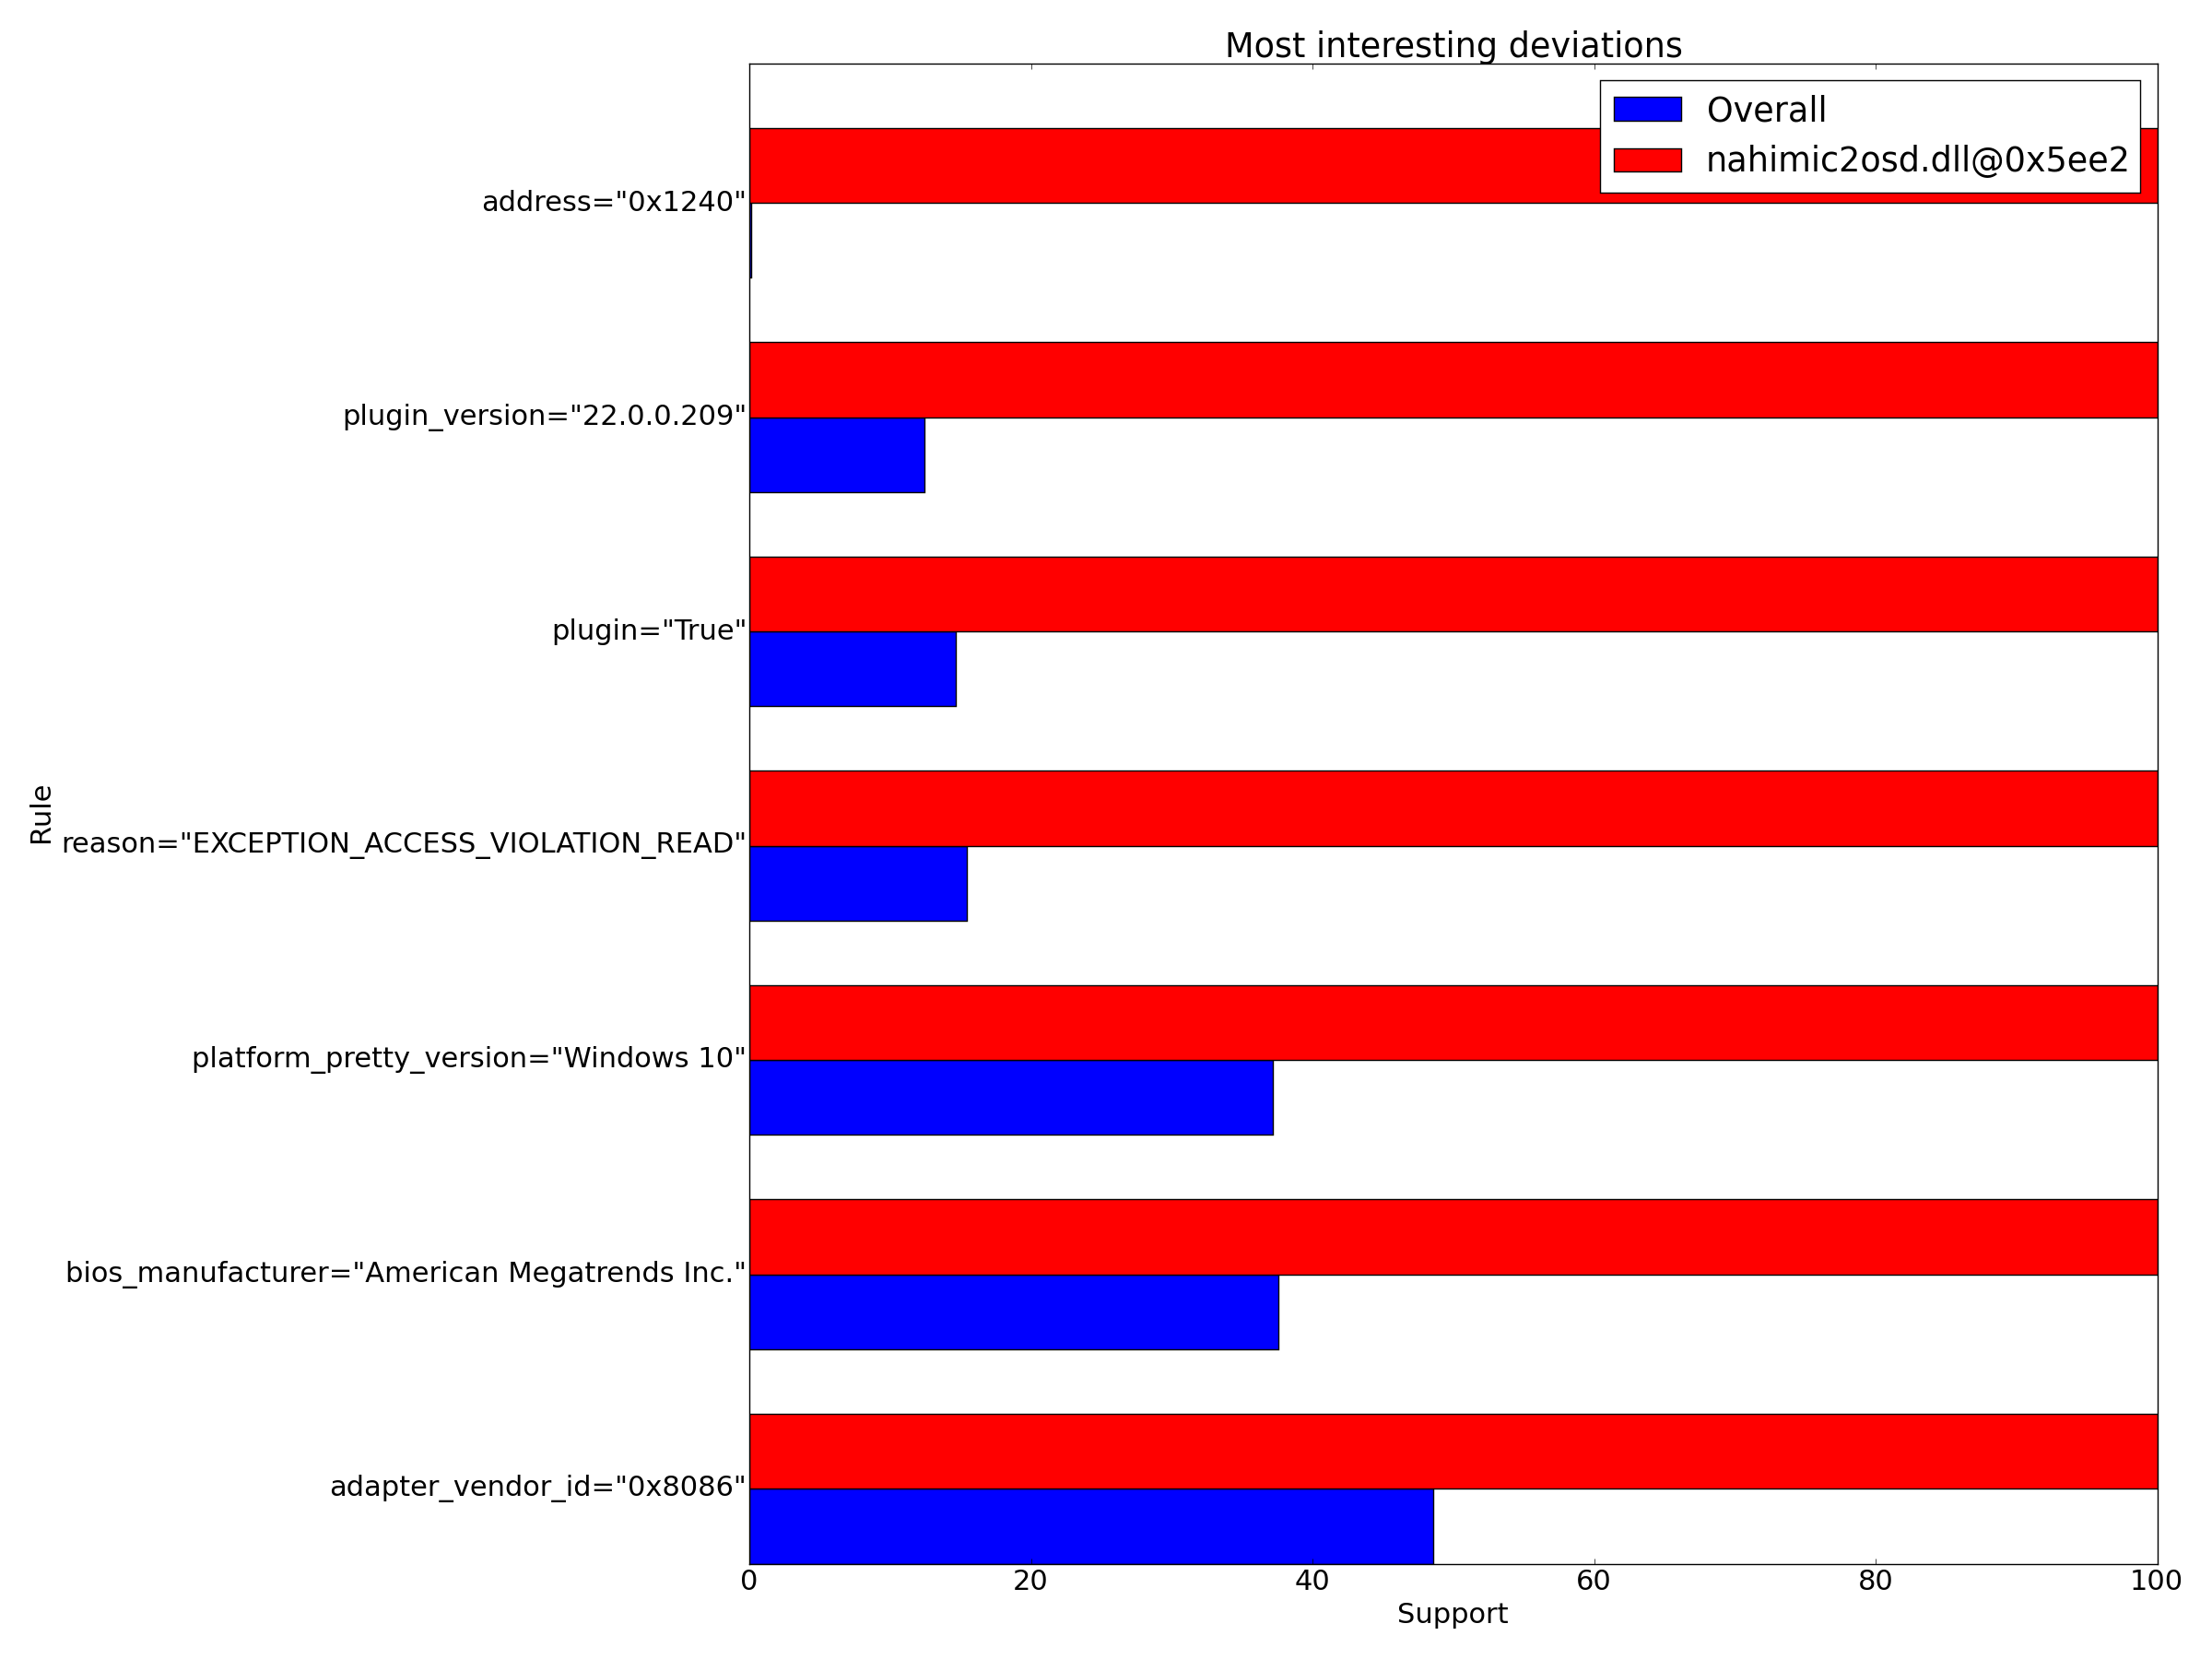 Most interesting deviations
Overall
nahimic2osd.dll@0x5ee2
address="0x1240"
plugin_version="22.0.0.209"
plugin="True"
Rule
reason="EXCEPTION_ACCESS_VIOLATION_READ"
platform_pretty_version="Windows 10"
bios_manufacturer="American Megatrends Inc."
adapter_vendor_id="0x8086"
0 20 40 60 80 100
Support